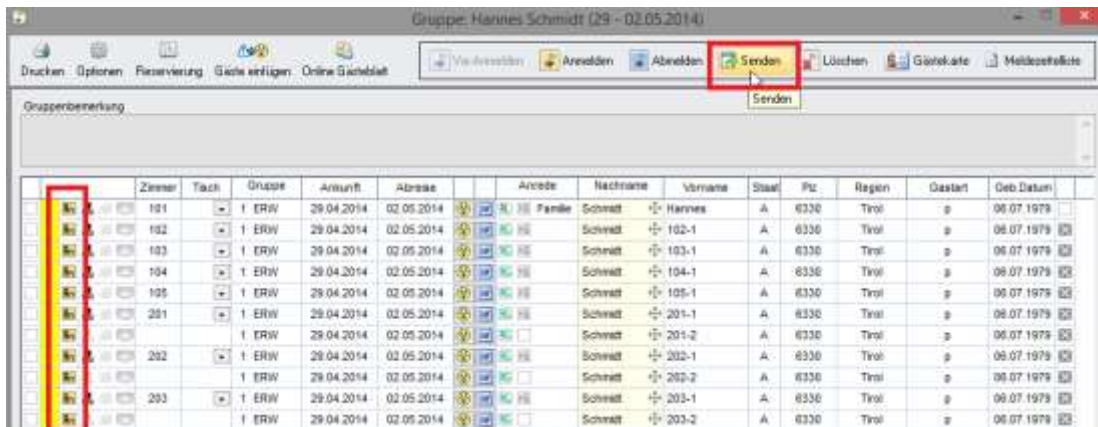 Gruppe: Hannes Schmidt (29 - 02.05.2014)
Drucken Optionen Reservierung Gäste einfügen Online Gästeblatt Vor-Anmelden Anmelden Abmelden Senden Löschen Gästekarte Meldezettelliste
Senden
Gruppenbemerkung
Zimmer Tisch Gruppe Ankunft Abreise Anrede Nachname Vorname Staat Plz Region Gastart Geb.Datum
101 1 ERW 29.04.2014 02.05.2014 Familie Schmidt Hannes A 6330 Tirol p 06.07.1979
102 1 ERW 29.04.2014 02.05.2014 Schmidt 102-1 A 6330 Tirol p 06.07.1979
103 1 ERW 29.04.2014 02.05.2014 Schmidt 103-1 A 6330 Tirol p 06.07.1979
104 1 ERW 29.04.2014 02.05.2014 Schmidt 104-1 A 6330 Tirol p 06.07.1979
105 1 ERW 29.04.2014 02.05.2014 Schmidt 105-1 A 6330 Tirol p 06.07.1979
201 1 ERW 29.04.2014 02.05.2014 Schmidt 201-1 A 6330 Tirol p 06.07.1979
1 ERW 29.04.2014 02.05.2014 Schmidt 201-2 A 6330 Tirol p 06.07.1979
202 1 ERW 29.04.2014 02.05.2014 Schmidt 202-1 A 6330 Tirol p 06.07.1979
1 ERW 29.04.2014 02.05.2014 Schmidt 202-2 A 6330 Tirol p 06.07.1979
203 1 ERW 29.04.2014 02.05.2014 Schmidt 203-1 A 6330 Tirol p 06.07.1979
1 ERW 29.04.2014 02.05.2014 Schmidt 203-2 A 6330 Tirol p 06.07.1979